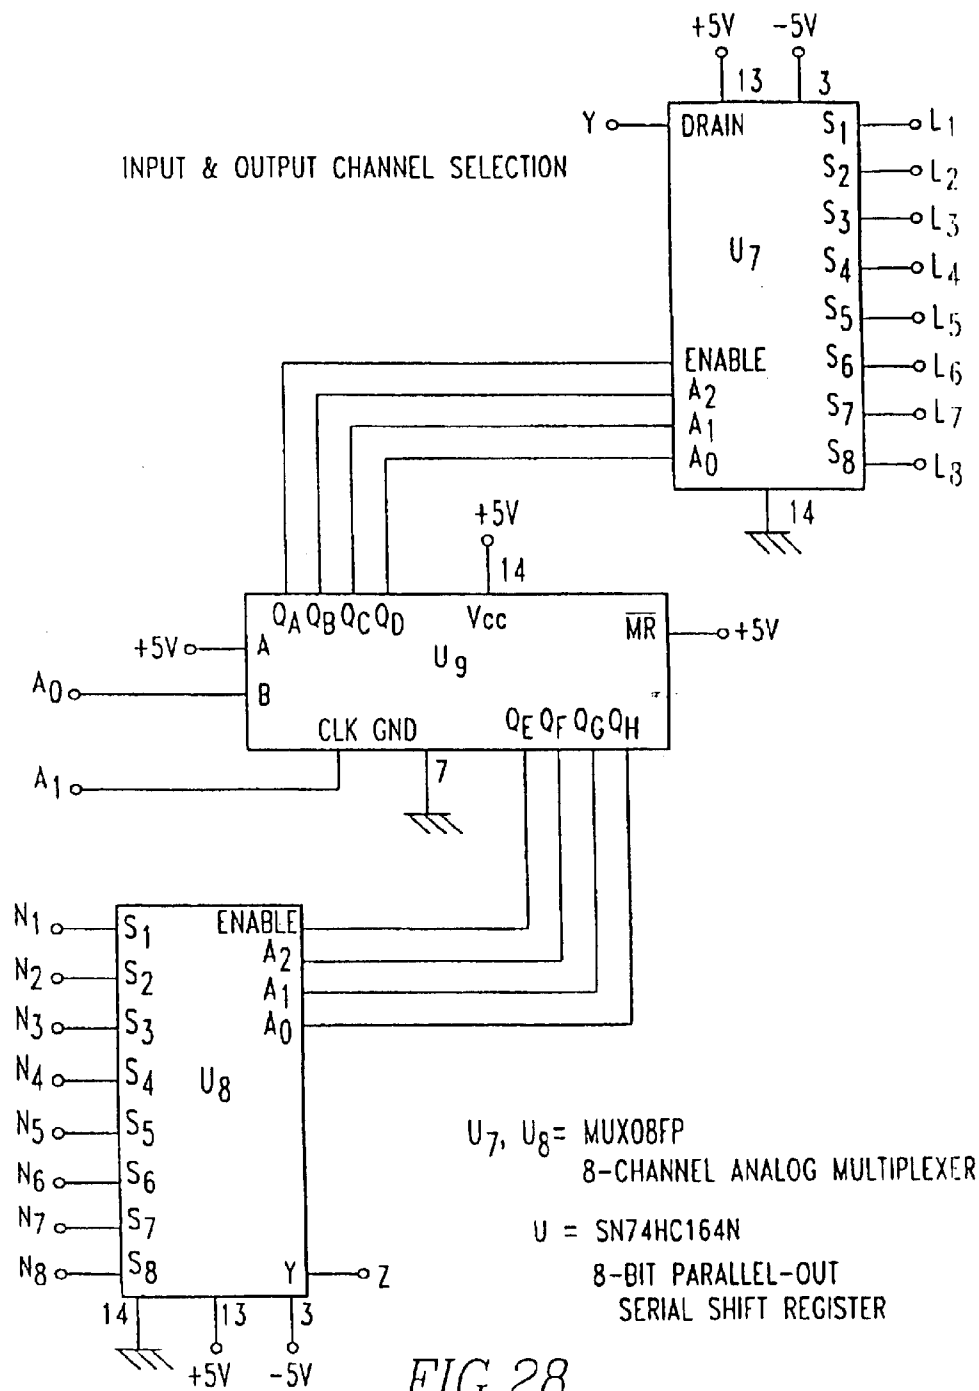 +5V -5V
13 3
Y DRAIN S1 L1
INPUT & OUTPUT CHANNEL SELECTION
S2 L2
S3 L3
U7
S4 L4
S5 L5
ENABLE S6 L6
A2
A1 S7 L7
A0 S8 L8
14
+5V
14
QA QB QC QD Vcc MR
+5V A +5V
U9
A0 B
CLK GND QE QF QG QH
7
A1
N1 S1 ENABLE
A2
N2 S2
A1
N3 S3 A0
N4 S4 U8
N5 S5
N6 S6
N7 S7
N8 S8 Y Z
14 13 3
+5V -5V
U7, U8= MUX08FP
8-CHANNEL ANALOG MULTIPLEXER
U = SN74HC164N
8-BIT PARALLEL-OUT
SERIAL SHIFT REGISTER
FIG 28